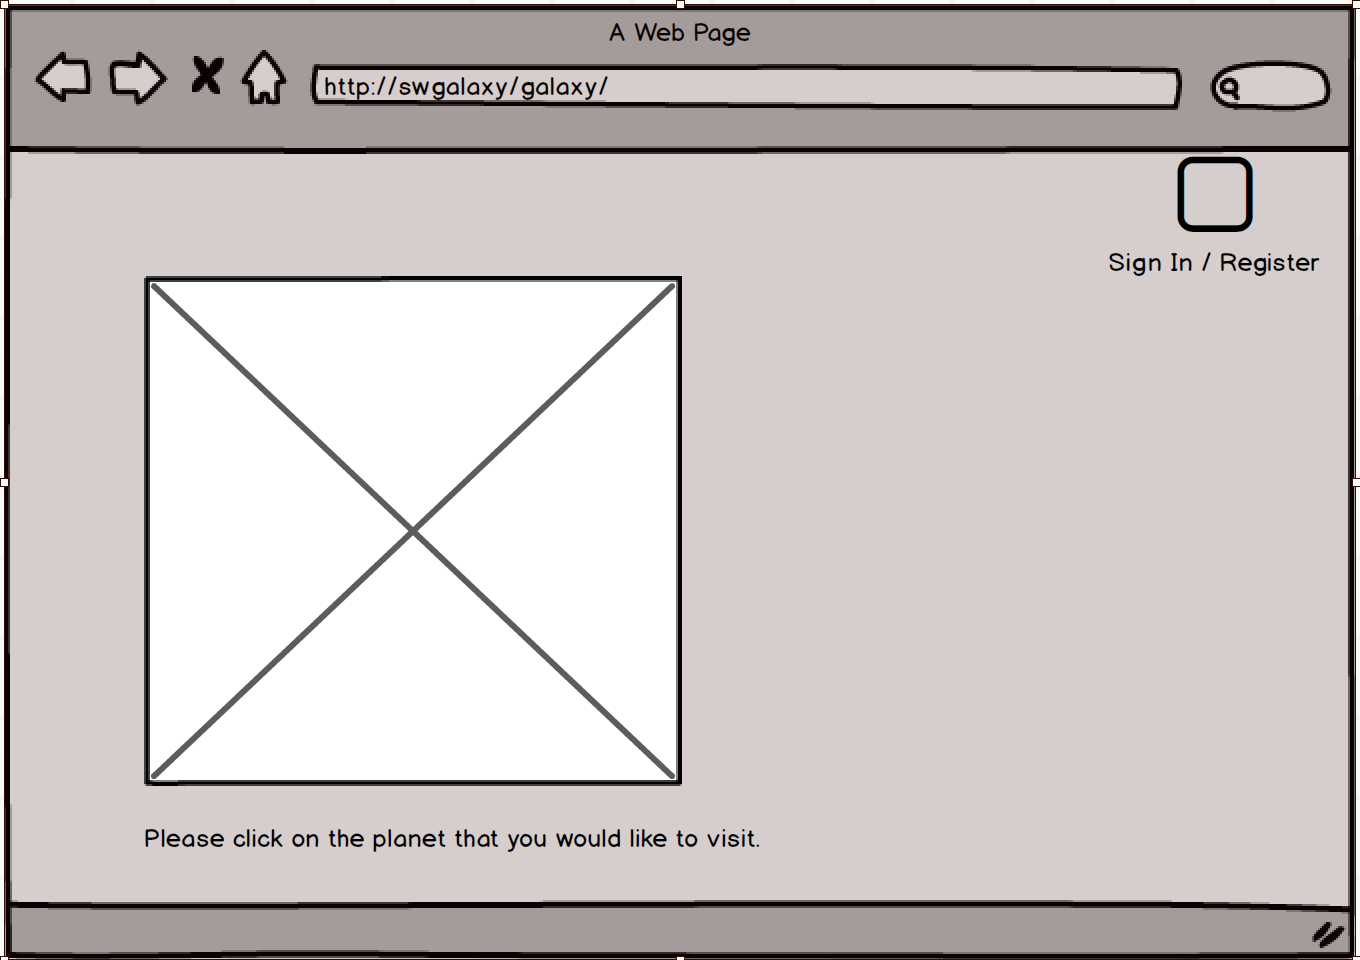 A Web Page
http://swgalaxy/galaxy/
Sign In / Register
Please click on the planet that you would like to visit.